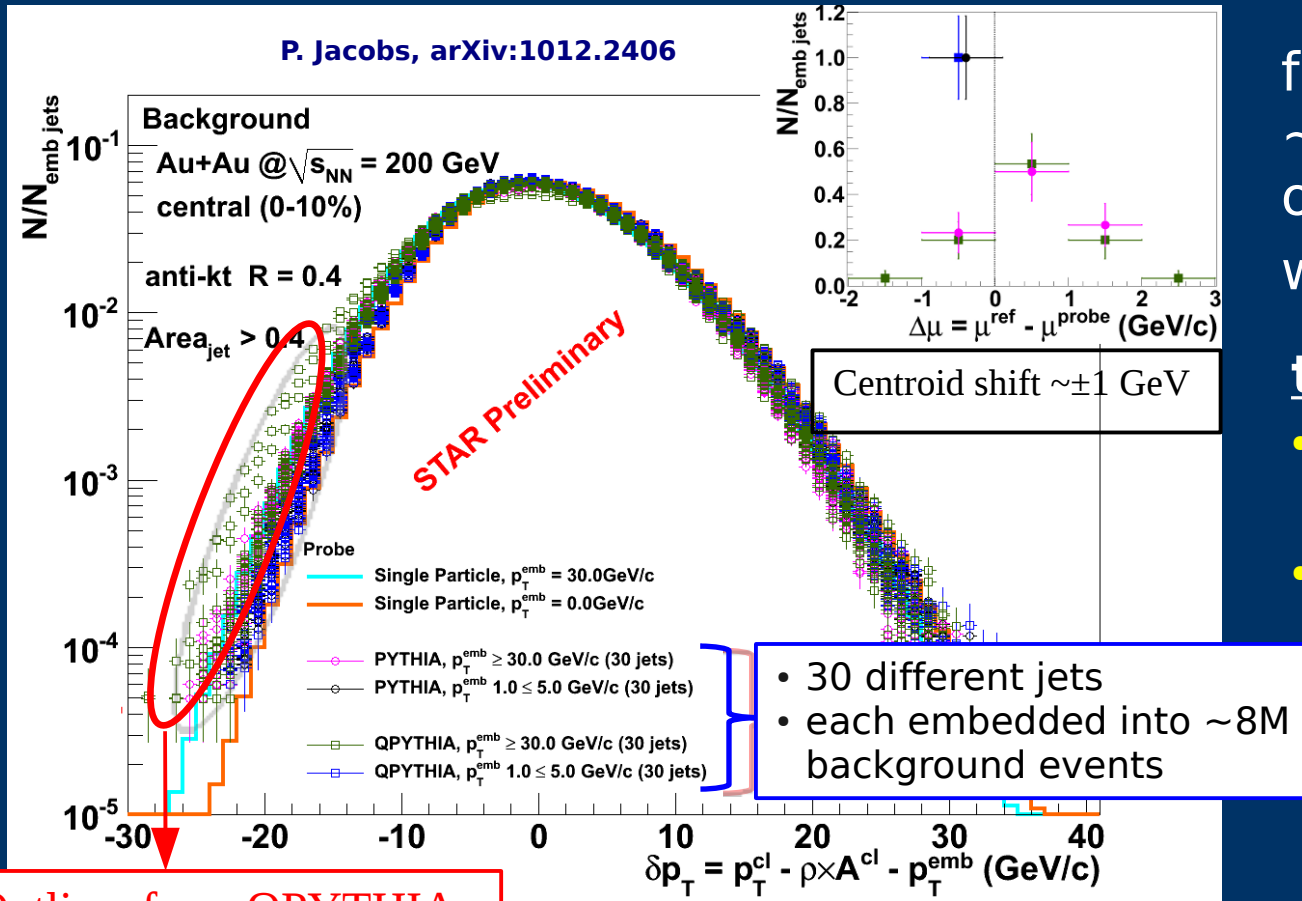 P. Jacobs, arXiv:1012.2406
N/N_emb jets
10^-1
10^-2
10^-3
10^-4
10^-5
Background
Au+Au @√s_NN = 200 GeV
central (0-10%)
anti-kt R = 0.4
Area_jet > 0.4
STAR Preliminary
Probe
Single Particle, p_T^emb = 30.0GeV/c
Single Particle, p_T^emb = 0.0GeV/c
PYTHIA, p_T^emb ≥ 30.0 GeV/c (30 jets)
PYTHIA, p_T^emb 1.0 ≤ 5.0 GeV/c (30 jets)
QPYTHIA, p_T^emb ≥ 30.0 GeV/c (30 jets)
QPYTHIA, p_T^emb 1.0 ≤ 5.0 GeV/c (30 jets)
-30 -20 -10 0 10 20 30 40
δp_T = p_T^cl - ρ×A^cl - p_T^emb (GeV/c)
N/N_emb jets
1.2
1.0
0.8
0.6
0.4
0.2
0.0
-2 -1 0 1 2 3
Δμ = μ^ref - μ^probe (GeV/c)
Centroid shift ~±1 GeV
• 30 different jets
• each embedded into ~8M
background events
QPYTHIA
f
~
w
t
•
•